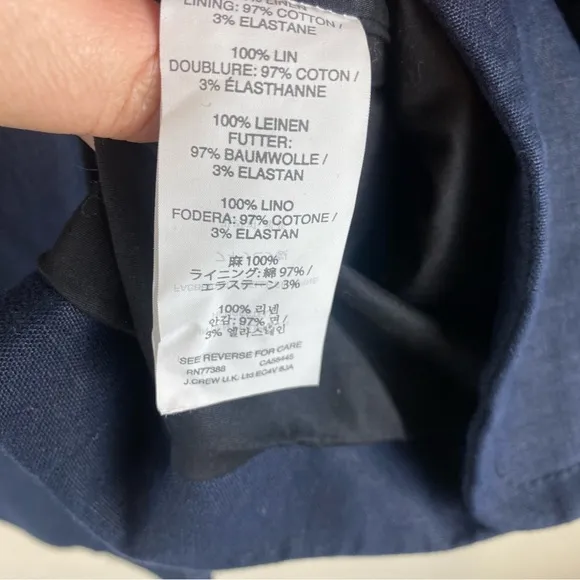 LINING: 97% COTTON /
3% ELASTANE
100% LIN
DOUBLURE: 97% COTON /
3% ÉLASTHANNE
100% LEINEN
FUTTER:
97% BAUMWOLLE /
3% ELASTAN
100% LINO
FODERA: 97% COTONE /
3% ELASTAN
麻 100%
ライニング: 綿 97% /
エラステーン 3%
100% 리넨
안감: 97% 면 /
3% 엘라스테인
SEE REVERSE FOR CARE
RN77388 CA56445
J.CREW U.K. Ltd EC4V 6JA